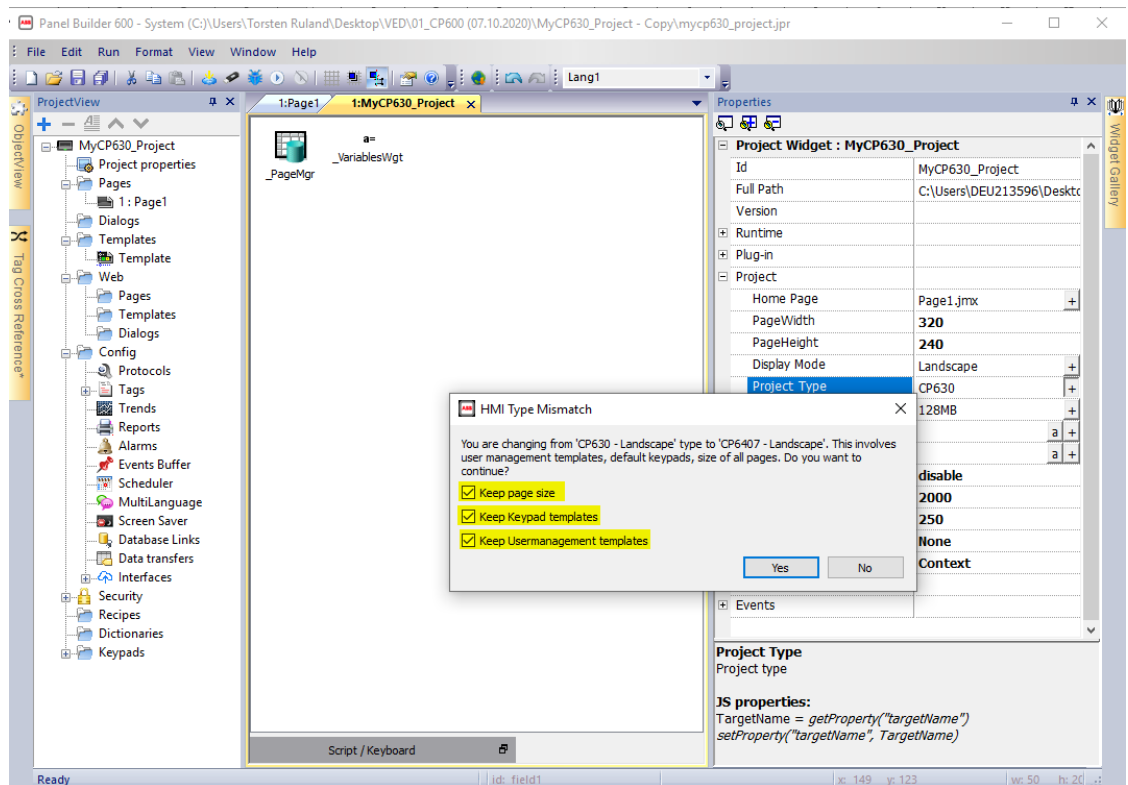 Panel Builder 600 - System (C:)\Users\Torsten Ruland\Desktop\VED\01_CP600 (07.10.2020)\MyCP630_Project - Copy\mycp630_project.jpr
File Edit Run Format View Window Help
Lang1
ProjectView
1:Page1
1:MyCP630_Project
Properties
ObjectView
Tag Cross Reference*
Widget Gallery
MyCP630_Project
Project properties
Pages
1 : Page1
Dialogs
Templates
Template
Web
Pages
Templates
Dialogs
Config
Protocols
Tags
Trends
Reports
Alarms
Events Buffer
Scheduler
MultiLanguage
Screen Saver
Database Links
Data transfers
Interfaces
Security
Recipes
Dictionaries
Keypads
_PageMgr
a=
_VariablesWgt
Project Widget : MyCP630_Project
Id MyCP630_Project
Full Path C:\Users\DEU213596\Deskto
Version
Runtime
Plug-in
Project
Home Page Page1.jmx +
PageWidth 320
PageHeight 240
Display Mode Landscape +
Project Type CP630 +
128MB +
a +
a +
disable
2000
250
None
Context
Events
HMI Type Mismatch
You are changing from 'CP630 - Landscape' type to 'CP6407 - Landscape'. This involves
user management templates, default keypads, size of all pages. Do you want to
continue?
Keep page size
Keep Keypad templates
Keep Usermanagement templates
Yes No
Project Type
Project type
JS properties:
TargetName = getProperty("targetName")
setProperty("targetName", TargetName)
Script / Keyboard
Ready
id: field1
x: 149 y: 123
w: 50 h: 20